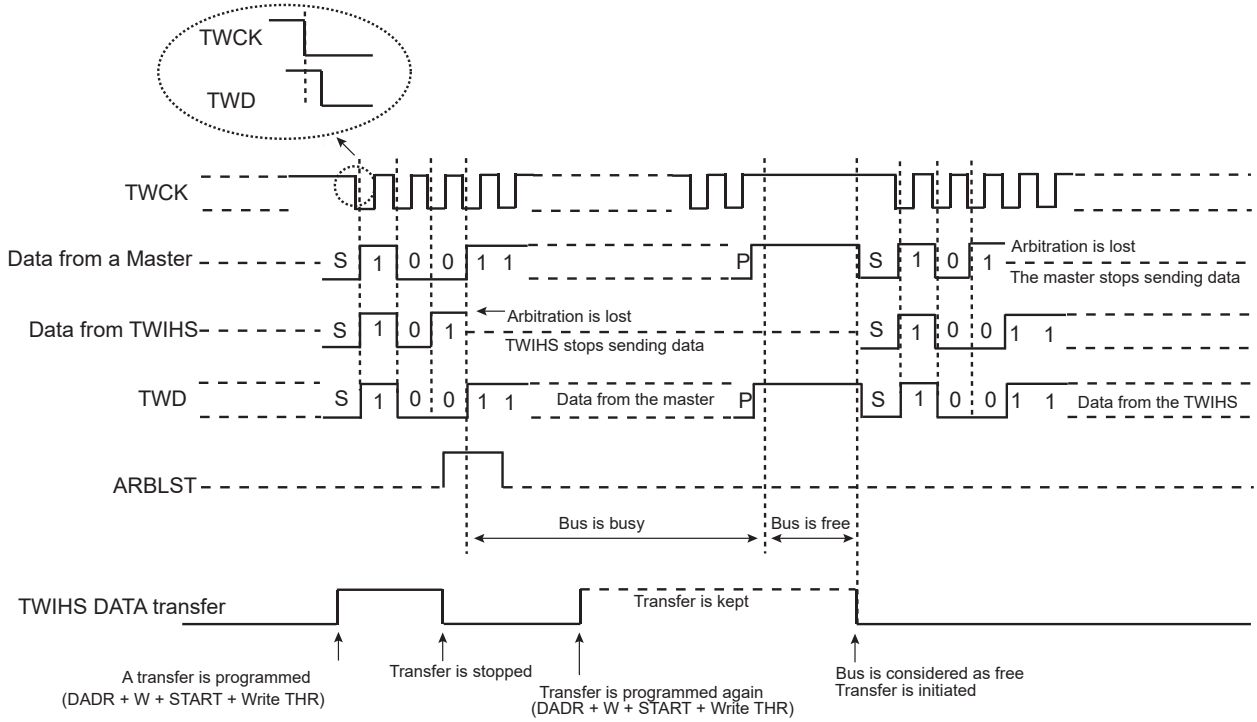 TWCK
TWD
TWCK
Data from a Master
S 1 0 0 1 1
P
S 1 0 1
Arbitration is lost
The master stops sending data
Data from TWIHS
S 1 0 1
Arbitration is lost
TWIHS stops sending data
S 1 0 0 1 1
TWD
S 1 0 0 1 1
Data from the master
P
S 1 0 0 1 1
Data from the TWIHS
ARBLST
Bus is busy
Bus is free
TWIHS DATA transfer
Transfer is kept
A transfer is programmed
(DADR + W + START + Write THR)
Transfer is stopped
Transfer is programmed again
(DADR + W + START + Write THR)
Bus is considered as free
Transfer is initiated